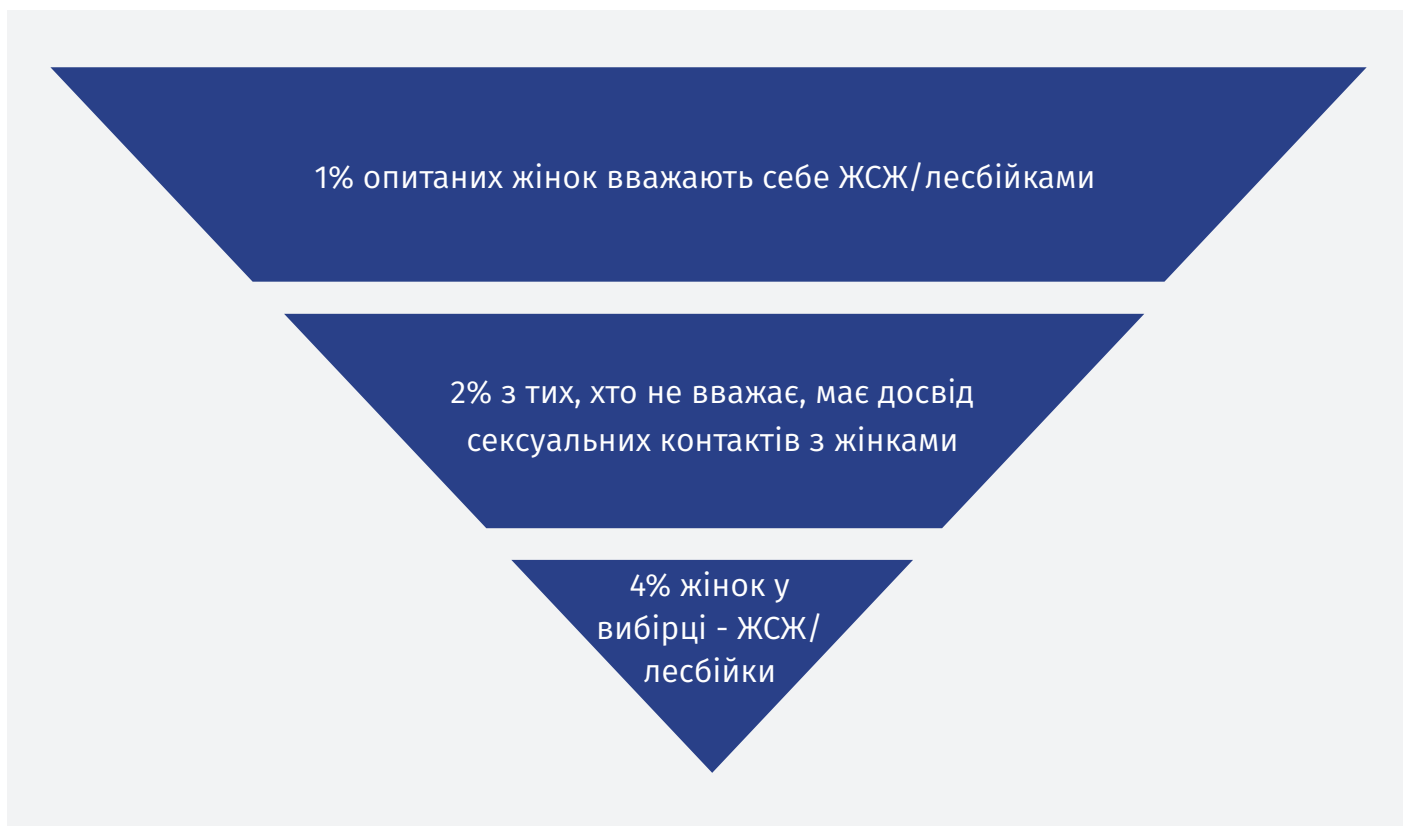 1% опитаних жінок вважають себе ЖСЖ/лесбійками
2% з тих, хто не вважає, має досвід
сексуальних контактів з жінками
4% жінок у
вибірці - ЖСЖ/
лесбійки